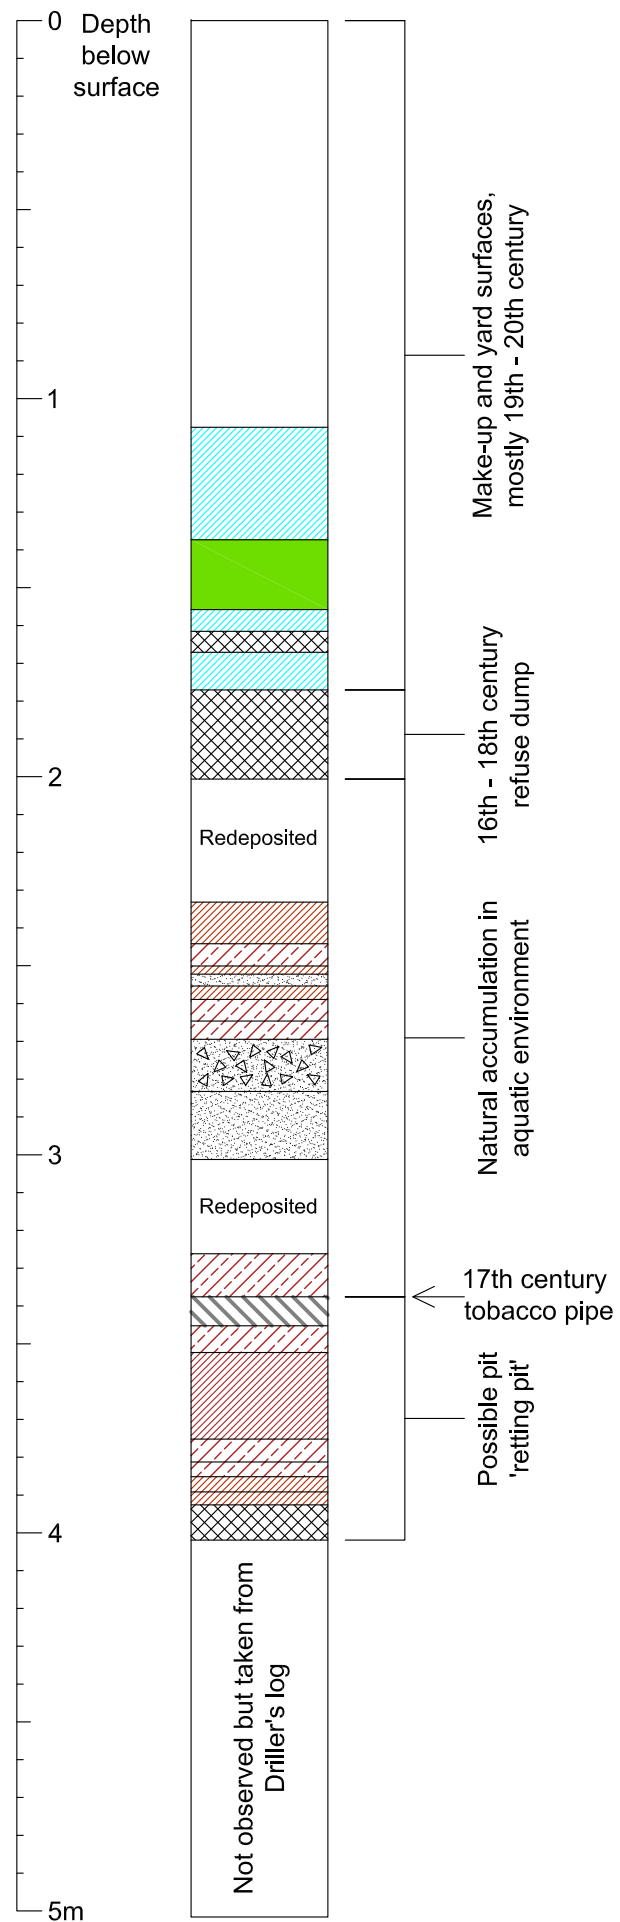 0
Depth
below
surface
Make-up and yard surfaces,
mostly 19th - 20th century
1
16th - 18th century
refuse dump
2
Redeposited
Natural accumulation in
aquatic environment
3
Redeposited
17th century
tobacco pipe
Possible pit
'retting pit'
4
Not observed but taken from
Driller's log
5m